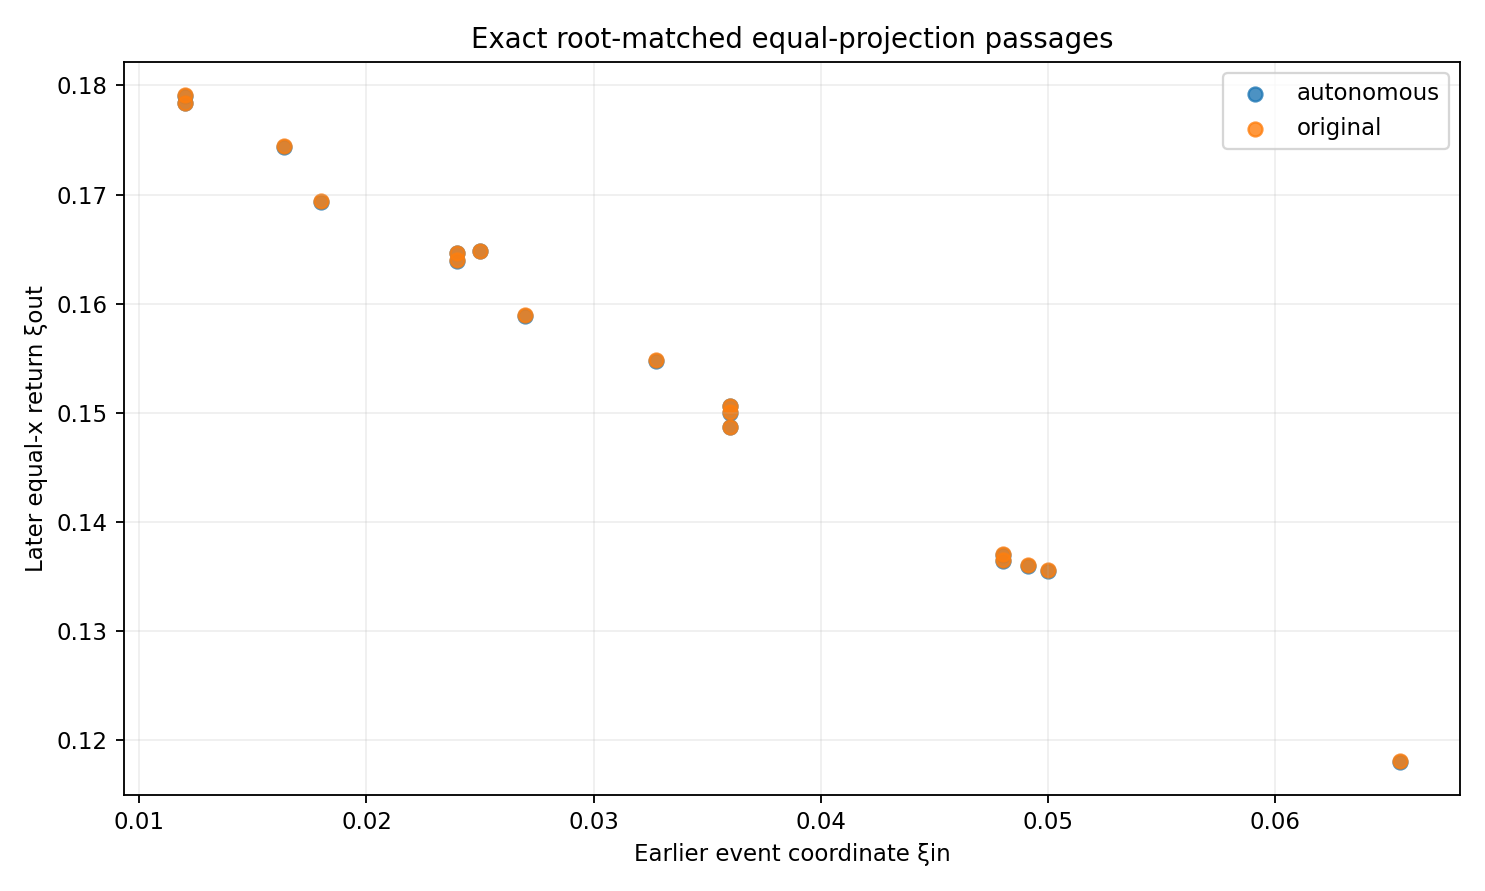 Exact root-matched equal-projection passages
autonomous
original
0.18
0.17
0.16
0.15
0.14
0.13
0.12
Later equal-x return ξout
0.01
0.02
0.03
0.04
0.05
0.06
Earlier event coordinate ξin